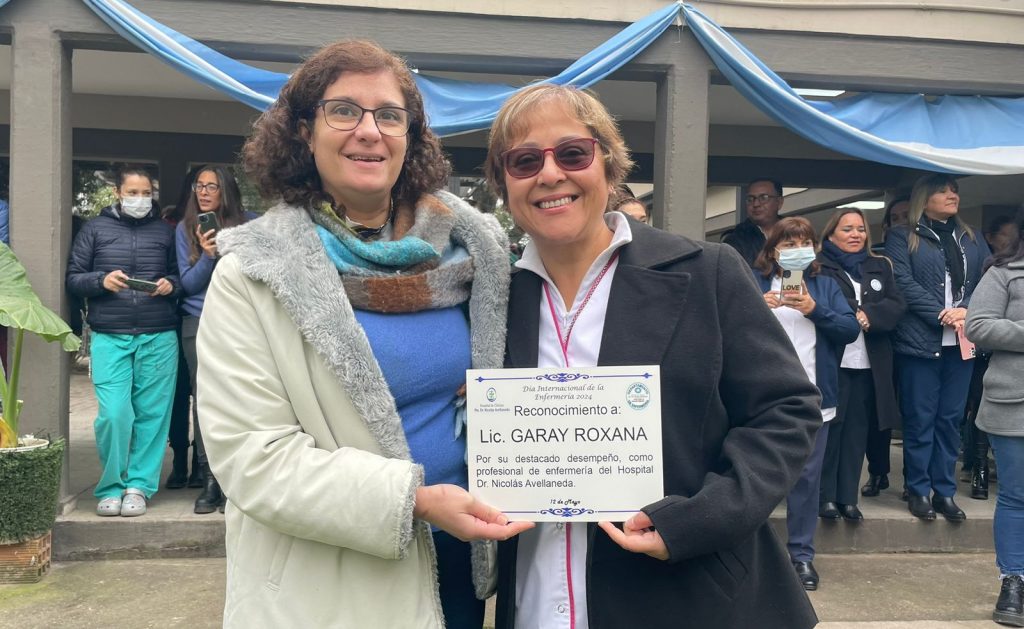 Día Internacional de la
Enfermería 2024
Reconocimiento a:
Lic. GARAY ROXANA
Por su destacado desempeño, como
profesional de enfermería del Hospital
Dr. Nicolás Avellaneda.
12 de Mayo
LOVE